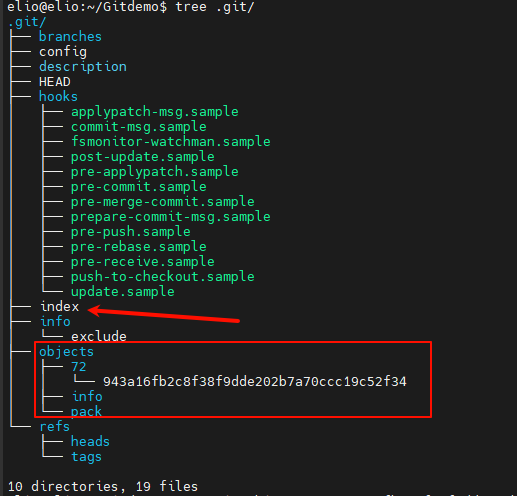 elio@elio:~/Gitdemo$ tree .git/
.git/
├── branches
├── config
├── description
├── HEAD
├── hooks
│   ├── applypatch-msg.sample
│   ├── commit-msg.sample
│   ├── fsmonitor-watchman.sample
│   ├── post-update.sample
│   ├── pre-applypatch.sample
│   ├── pre-commit.sample
│   ├── pre-merge-commit.sample
│   ├── prepare-commit-msg.sample
│   ├── pre-push.sample
│   ├── pre-rebase.sample
│   ├── pre-receive.sample
│   ├── push-to-checkout.sample
│   └── update.sample
├── index
├── info
│   └── exclude
├── objects
│   ├── 72
│   │   └── 943a16fb2c8f38f9dde202b7a70ccc19c52f34
│   ├── info
│   └── pack
└── refs
    ├── heads
    └── tags

10 directories, 19 files